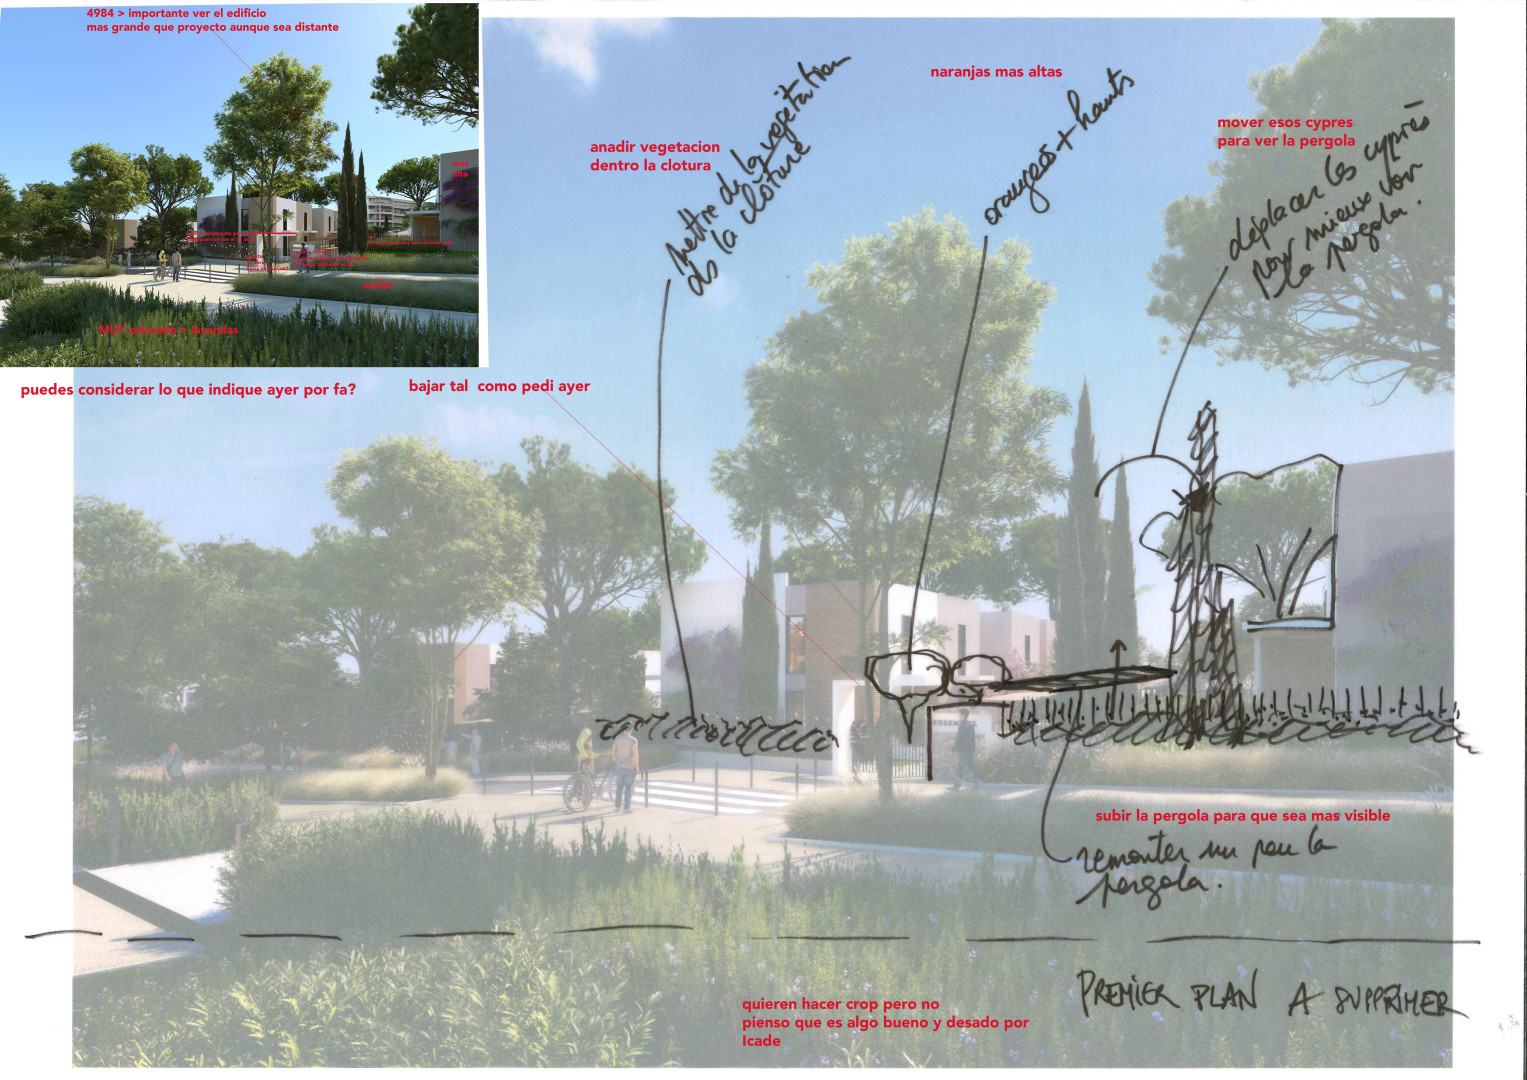 4984 > importante ver el edificio
mas grande que proyecto aunque sea distante
MUY colorado > lavandas
puedes considerar lo que indique ayer por fa?
bajar tal como pedi ayer
anadir vegetacion
dentro la clotura
mettre de la vegetation
ds la clôture
naranjas mas altas
orangers + hauts
mover esos cypres
para ver la pergola
déplacer les cyprès
pour mieux voir
la pergola.
ESSENTIEL
subir la pergola para que sea mas visible
remonter un peu la
pergola.
PREMIER PLAN A SUPPRIMER
quieren hacer crop pero no
pienso que es algo bueno y desado por
Icade